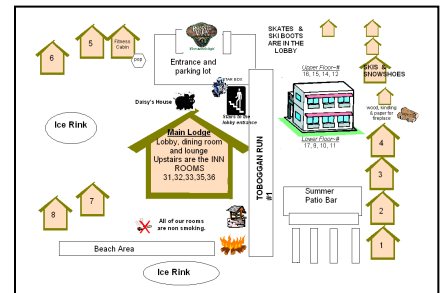 SKATES &
SKI BOOTS
ARE IN THE
LOBBY
5
Fitness
Cabin
6
pop
Entrance and
parking lot
Upper Floor-#
16, 15, 14, 12
SKIS &
SNOWSHOES
Daisy's House
STAR BOX
Stairs to the
lobby entrance
wood, kindling
& paper for
fireplace
Ice Rink
Main Lodge
Lobby, dining room
and lounge
Upstairs are the INN
ROOMS
31,32,33,35,36
TOBOGGAN RUN
#1
Lower Floor-#
17, 9, 10, 11
4
3
Summer
Patio Bar
2
1
7
8
All of our rooms
are non smoking.
Beach Area
Ice Rink